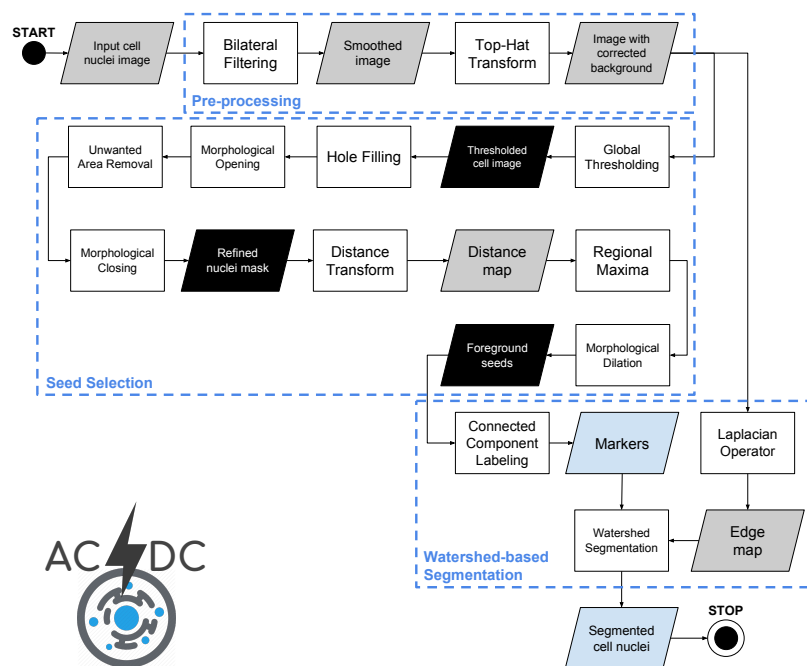 START
Input cell
nuclei image
Bilateral
Filtering
Smoothed
image
Top-Hat
Transform
Image with
corrected
background
Pre-processing
Unwanted
Area Removal
Morphological
Opening
Hole Filling
Thresholded
cell image
Global
Thresholding
Morphological
Closing
Refined
nuclei mask
Distance
Transform
Distance
map
Regional
Maxima
Foreground
seeds
Morphological
Dilation
Seed Selection
Connected
Component
Labeling
Markers
Laplacian
Operator
Watershed
Segmentation
Edge
map
Watershed-based
Segmentation
AC DC
Segmented
cell nuclei
STOP